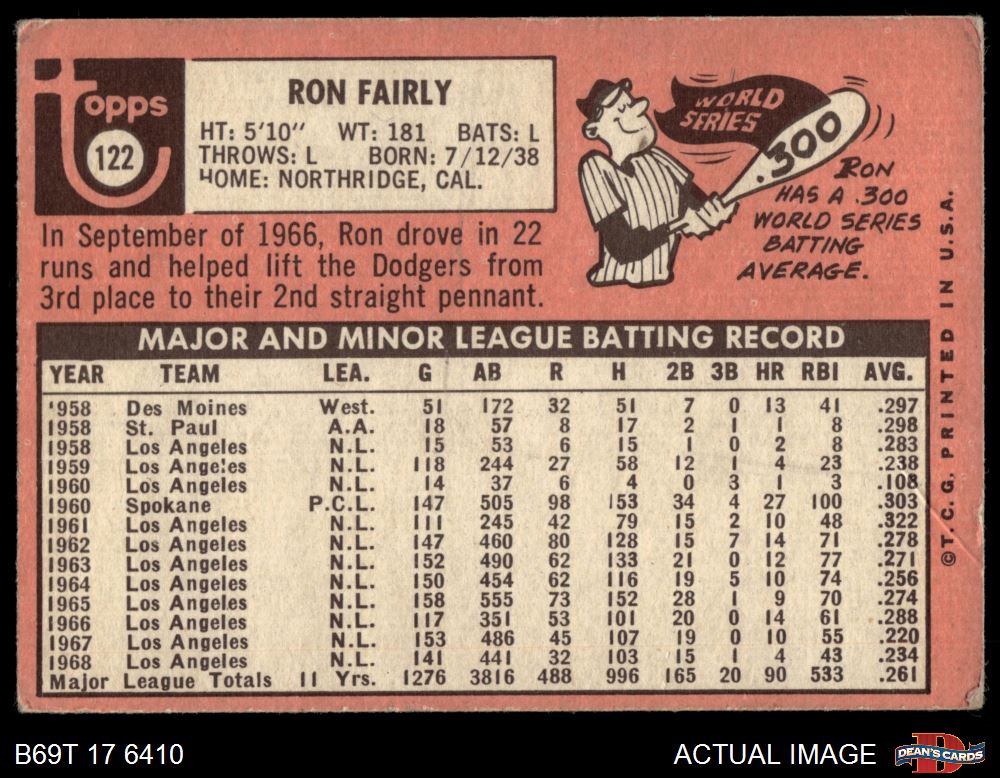 Topps
122
RON FAIRLY
HT: 5'10" WT: 181 BATS: L
THROWS: L BORN: 7/12/38
HOME: NORTHRIDGE, CAL.
In September of 1966, Ron drove in 22
runs and helped lift the Dodgers from
3rd place to their 2nd straight pennant.
WORLD
SERIES
.300
RON
HAS A .300
WORLD SERIES
BATTING
AVERAGE.
MAJOR AND MINOR LEAGUE BATTING RECORD
YEAR TEAM LEA. G AB R H 2B 3B HR RBI AVG.
1958 Des Moines West. 51 172 32 51 7 0 13 41 .297
1958 St. Paul A.A. 18 57 8 17 2 1 1 8 .298
1958 Los Angeles N.L. 15 53 6 15 1 0 2 8 .283
1959 Los Angeles N.L. 118 244 27 58 12 1 4 23 .238
1960 Los Angeles N.L. 14 37 6 4 0 3 1 3 .108
1960 Spokane P.C.L. 147 505 98 153 34 4 27 100 .303
1961 Los Angeles N.L. 111 245 42 79 15 2 10 48 .322
1962 Los Angeles N.L. 147 460 80 128 15 7 14 71 .278
1963 Los Angeles N.L. 152 490 62 133 21 0 12 77 .271
1964 Los Angeles N.L. 150 454 62 116 19 5 10 74 .256
1965 Los Angeles N.L. 158 555 73 152 28 1 9 70 .274
1966 Los Angeles N.L. 117 351 53 101 20 0 14 61 .288
1967 Los Angeles N.L. 153 486 45 107 19 0 10 55 .220
1968 Los Angeles N.L. 141 441 32 103 15 1 4 43 .234
Major League Totals 11 Yrs. 1276 3816 488 996 165 20 90 533 .261
© T.C.G. PRINTED IN U.S.A.
B69T 17 6410
ACTUAL IMAGE
DEAN'S CARDS